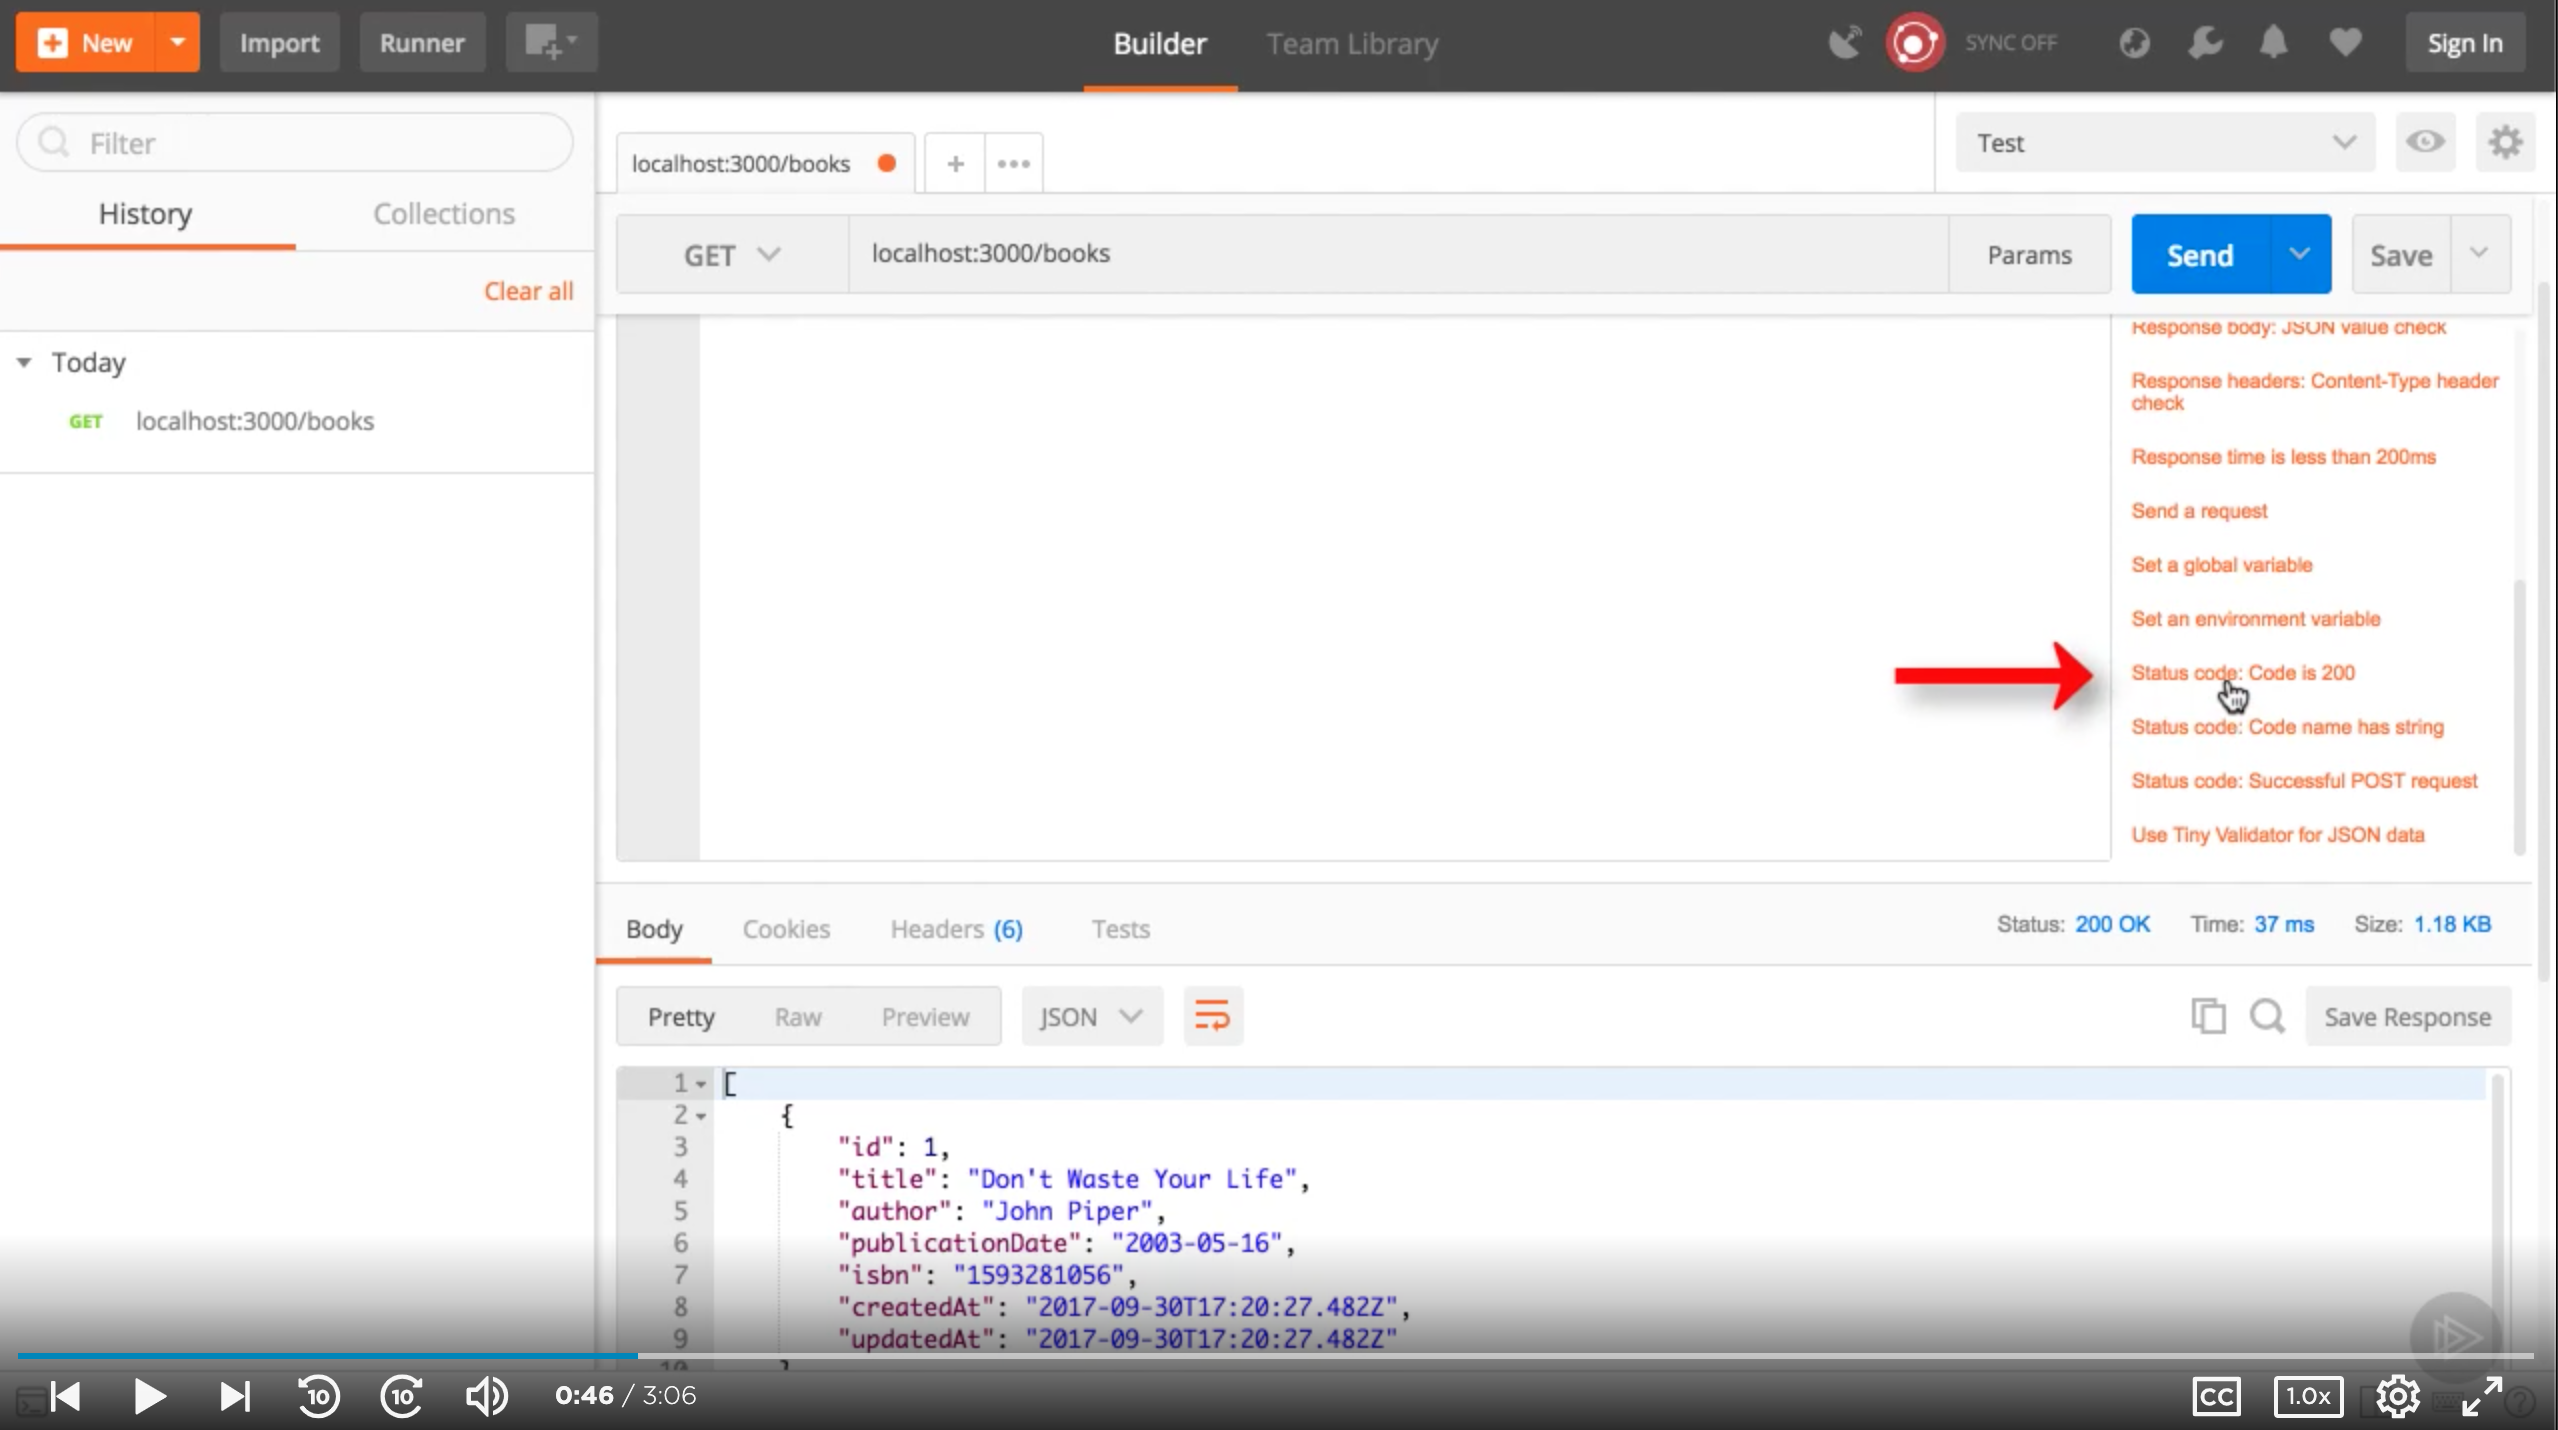 New
Import
Runner
Builder
Team Library
SYNC OFF
Sign In
Filter
History
Collections
Clear all
Today
GET localhost:3000/books
localhost:3000/books
+
Test
GET
localhost:3000/books
Params
Send
Save
Response body: JSON value check
Response headers: Content-Type header
check
Response time is less than 200ms
Send a request
Set a global variable
Set an environment variable
Status code: Code is 200
Status code: Code name has string
Status code: Successful POST request
Use Tiny Validator for JSON data
Body
Cookies
Headers (6)
Tests
Status: 200 OK
Time: 37 ms
Size: 1.18 KB
Pretty
Raw
Preview
JSON
Save Response
1 [
2 {
3 "id": 1,
4 "title": "Don't Waste Your Life",
5 "author": "John Piper",
6 "publicationDate": "2003-05-16",
7 "isbn": "1593281056",
8 "createdAt": "2017-09-30T17:20:27.482Z",
9 "updatedAt": "2017-09-30T17:20:27.482Z"
10 }
10
10
0:46 / 3:06
CC
1.0x